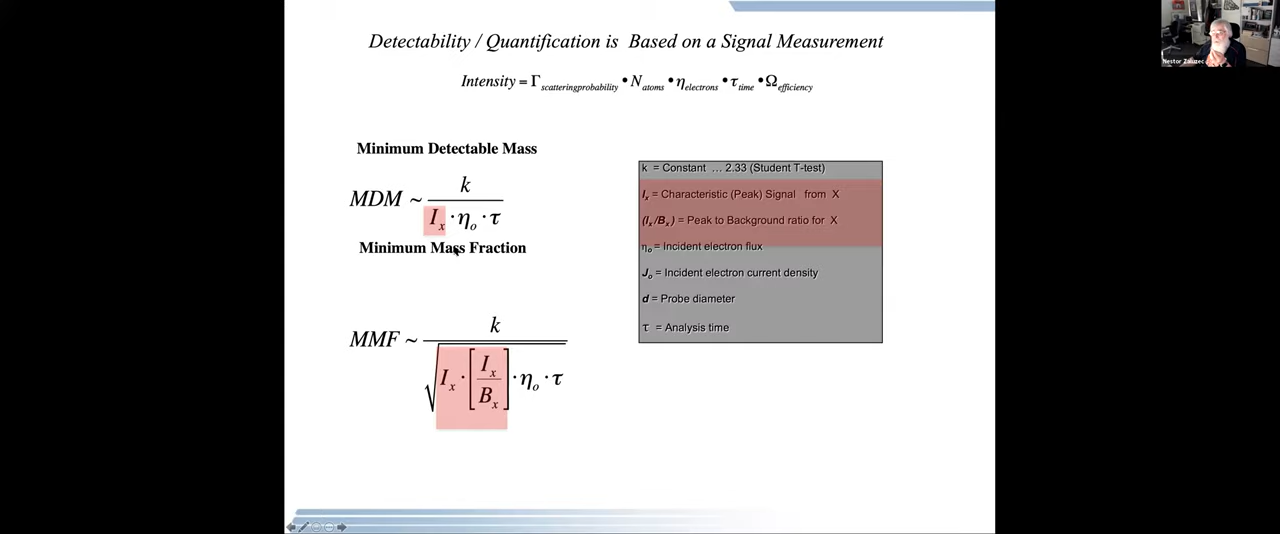 Detectability / Quantification is Based on a Signal Measurement
Intensity = Γscatteringprobability • Natoms • ηelectrons • τtime • Ωefficiency
Minimum Detectable Mass
MDM ~ k / (Ix · ηo · τ)
Minimum Mass Fraction
MMF ~ k / √(Ix · [Ix / Bx] · ηo · τ)
k = Constant … 2.33 (Student T-test)
Ix = Characteristic (Peak) Signal from X
(Ix/Bx) = Peak to Background ratio for X
ηo = Incident electron flux
Jo = Incident electron current density
d = Probe diameter
τ = Analysis time
Nestor Zaluzec